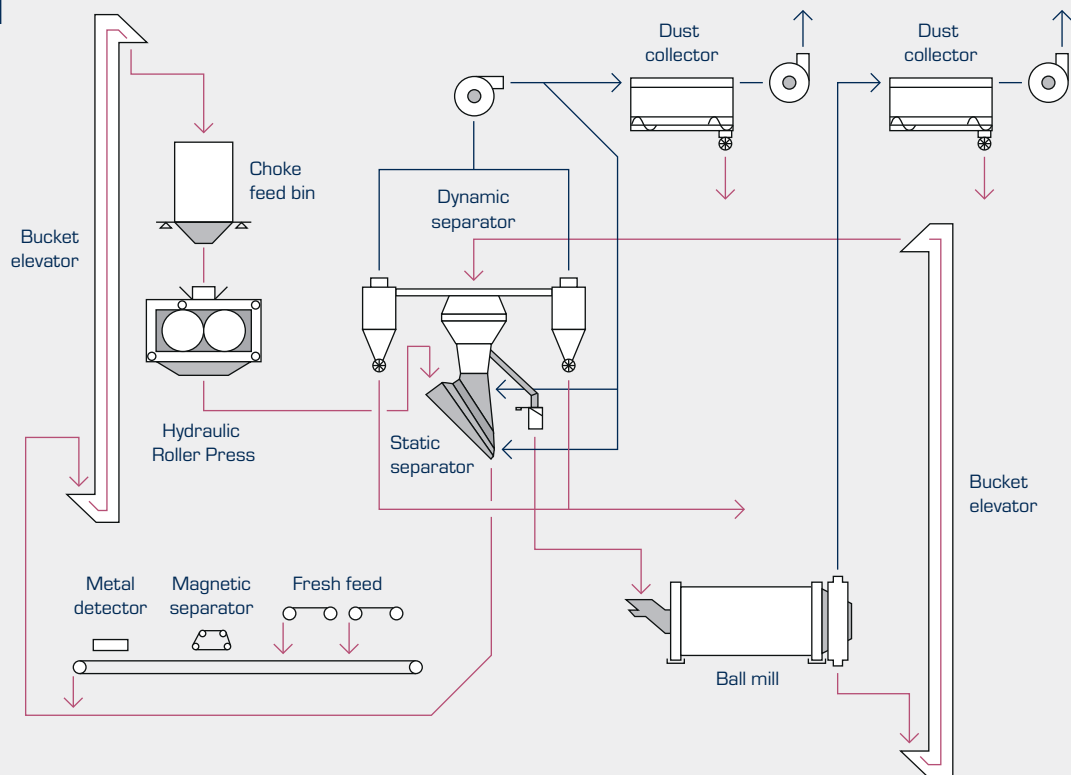 Dust
collector
Dust
collector
Choke
feed bin
Dynamic
separator
Bucket
elevator
Hydraulic
Roller Press
Static
separator
Bucket
elevator
Metal
detector
Magnetic
separator
Fresh feed
Ball mill